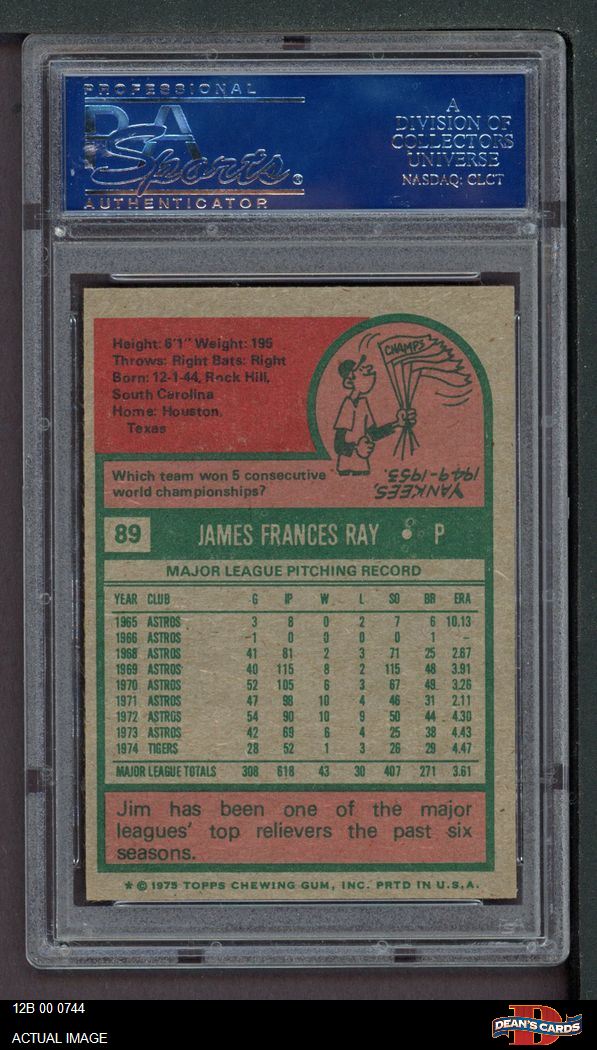 PROFESSIONAL
PSA
Sports®
AUTHENTICATOR
A
DIVISION OF
COLLECTORS
UNIVERSE
NASDAQ: CLCT
Height: 6'1" Weight: 195
Throws: Right Bats: Right
Born: 12-1-44, Rock Hill,
South Carolina
Home: Houston,
Texas
CHAMPS
Which team won 5 consecutive
world championships?
YANKEES,
1949-1953.
89 JAMES FRANCES RAY P
MAJOR LEAGUE PITCHING RECORD
YEAR CLUB G IP W L SO BB ERA
1965 ASTROS 3 8 0 2 7 6 10.13
1966 ASTROS 1 0 0 0 0 1 –
1968 ASTROS 41 81 2 3 71 25 2.67
1969 ASTROS 40 115 8 2 115 48 3.91
1970 ASTROS 52 105 6 3 67 49 3.26
1971 ASTROS 47 98 10 4 46 31 2.11
1972 ASTROS 54 90 10 9 50 44 4.30
1973 ASTROS 42 69 6 4 25 38 4.43
1974 TIGERS 28 52 1 3 26 29 4.47
MAJOR LEAGUE TOTALS 308 618 43 30 407 271 3.61
Jim has been one of the major
leagues' top relievers the past six
seasons.
* © 1975 TOPPS CHEWING GUM, INC. PRTD IN U.S.A.
12B 00 0744
ACTUAL IMAGE
D
DEAN'S CARDS